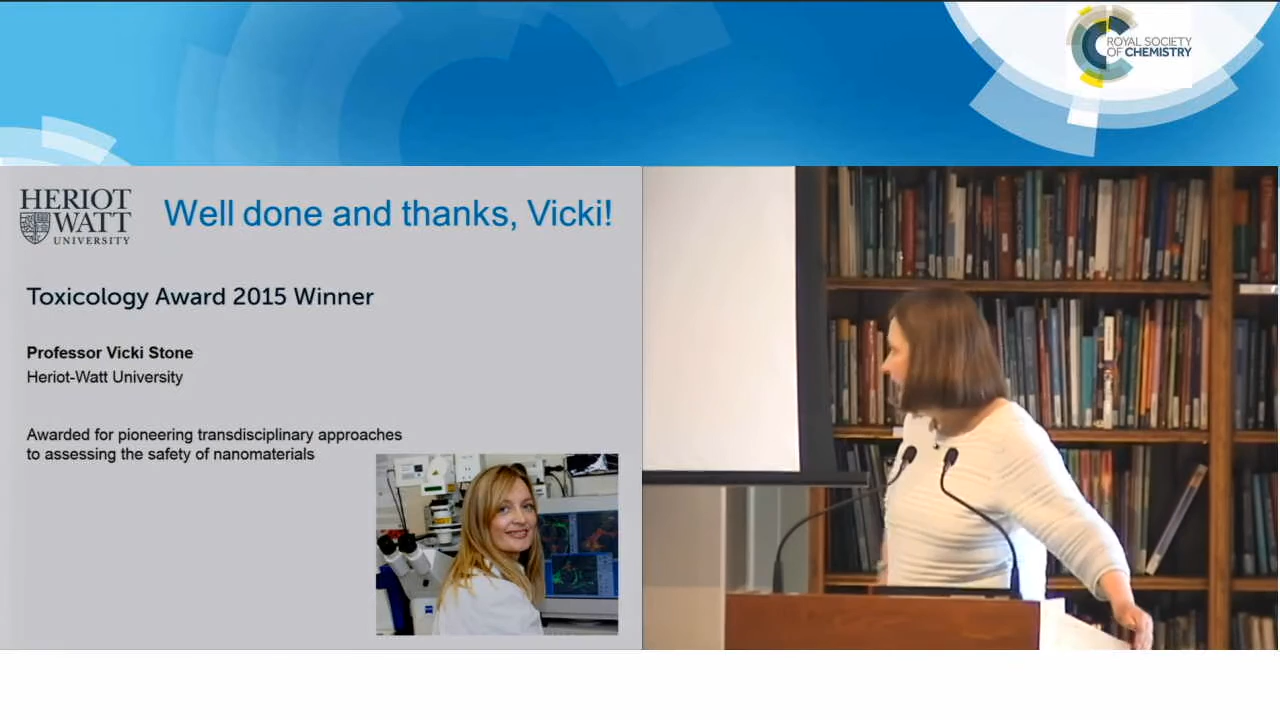 ROYAL SOCIETY
OF CHEMISTRY
HERIOT
WATT
UNIVERSITY
Well done and thanks, Vicki!
Toxicology Award 2015 Winner
Professor Vicki Stone
Heriot-Watt University
Awarded for pioneering transdisciplinary approaches
to assessing the safety of nanomaterials